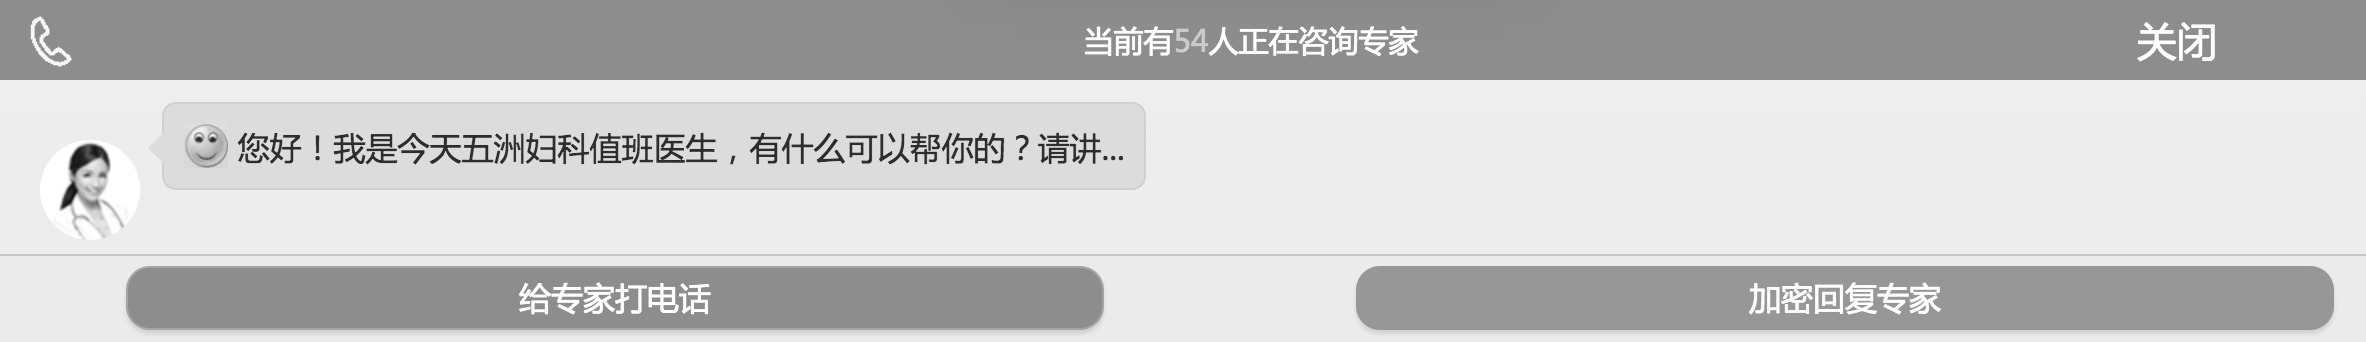 当前有54人正在咨询专家
关闭
您好！我是今天五洲妇科值班医生，有什么可以帮你的？请讲...
给专家打电话
加密回复专家